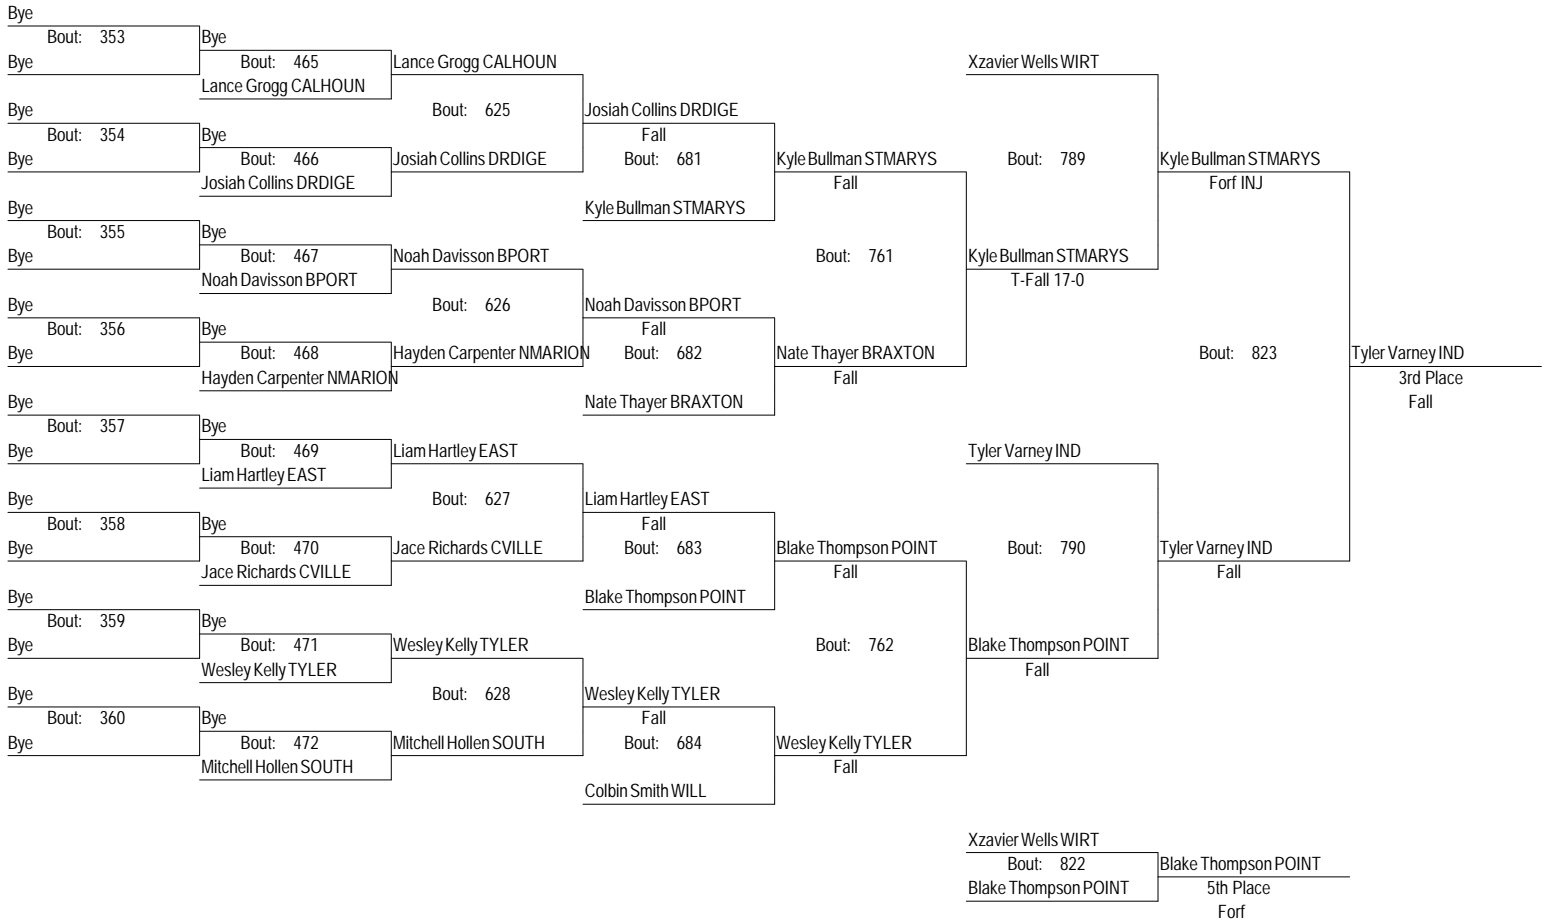 Bye
Bout: 353 Bye
Bye Bout: 465 Lance Grogg CALHOUN Xzavier Wells WIRT
Lance Grogg CALHOUN
Bye Bout: 625 Josiah Collins DRDIGE
Bout: 354 Bye Fall
Bye Bout: 466 Josiah Collins DRDIGE Bout: 681 Kyle Bullman STMARYS Bout: 789 Kyle Bullman STMARYS
Josiah Collins DRDIGE Fall Forf INJ
Bye Kyle Bullman STMARYS
Bout: 355 Bye
Bye Bout: 467 Noah Davisson BPORT Bout: 761 Kyle Bullman STMARYS
Noah Davisson BPORT T-Fall 17-0
Bye Bout: 626 Noah Davisson BPORT
Bout: 356 Bye Fall
Bye Bout: 468 Hayden Carpenter NMARION Bout: 682 Nate Thayer BRAXTON Bout: 823 Tyler Varney IND
Hayden Carpenter NMARION Fall 3rd Place
Bye Nate Thayer BRAXTON Fall
Bout: 357 Bye
Bye Bout: 469 Liam Hartley EAST Tyler Varney IND
Liam Hartley EAST
Bye Bout: 627 Liam Hartley EAST
Bout: 358 Bye Fall
Bye Bout: 470 Jace Richards CVILLE Bout: 683 Blake Thompson POINT Bout: 790 Tyler Varney IND
Jace Richards CVILLE Fall Fall
Bye Blake Thompson POINT
Bout: 359 Bye
Bye Bout: 471 Wesley Kelly TYLER Bout: 762 Blake Thompson POINT
Wesley Kelly TYLER Fall
Bye Bout: 628 Wesley Kelly TYLER
Bout: 360 Bye Fall
Bye Bout: 472 Mitchell Hollen SOUTH Bout: 684 Wesley Kelly TYLER
Mitchell Hollen SOUTH Fall
Colbin Smith WILL
Xzavier Wells WIRT
Bout: 822 Blake Thompson POINT
Blake Thompson POINT 5th Place
Forf